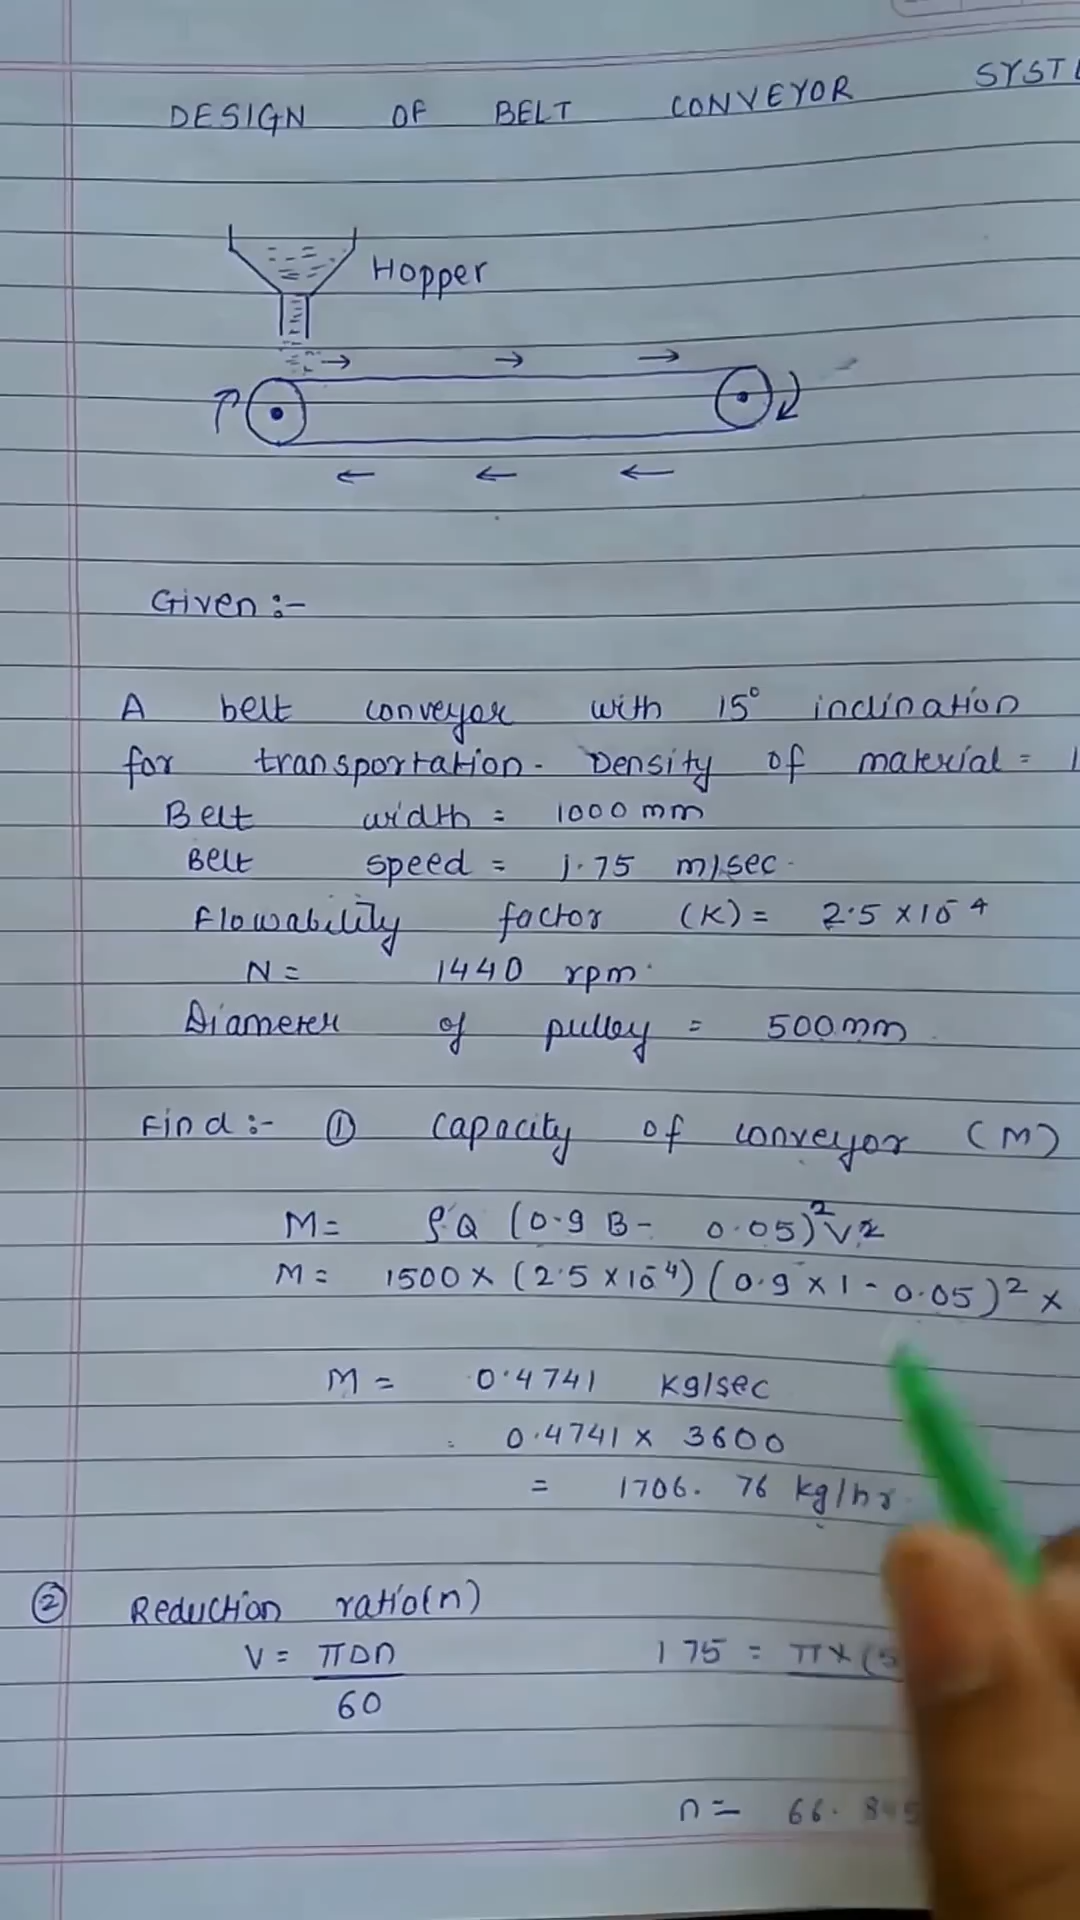 DESIGN OF BELT CONVEYOR
Hopper
Given :-
A belt conveyor with 15° inclination
for transportation. Density of material =
Belt width = 1000 mm
Belt speed = 1.75 m/sec.
Flowability factor (K) = 2.5 × 10⁻⁴
N = 1440 rpm.
Diameter of pulley = 500mm
Find :- ① Capacity of conveyor (M)
M = ρ Q (0.9 B - 0.05)² V
M = 1500 × (2.5 × 10⁻⁴) (0.9 × 1 - 0.05)² ×
M = 0.4741 kg/sec
0.4741 × 3600
= 1706.76 kg/hr
② Reduction ratio(n)
V = πDn / 60 1.75 = π × (5
n = 66.845